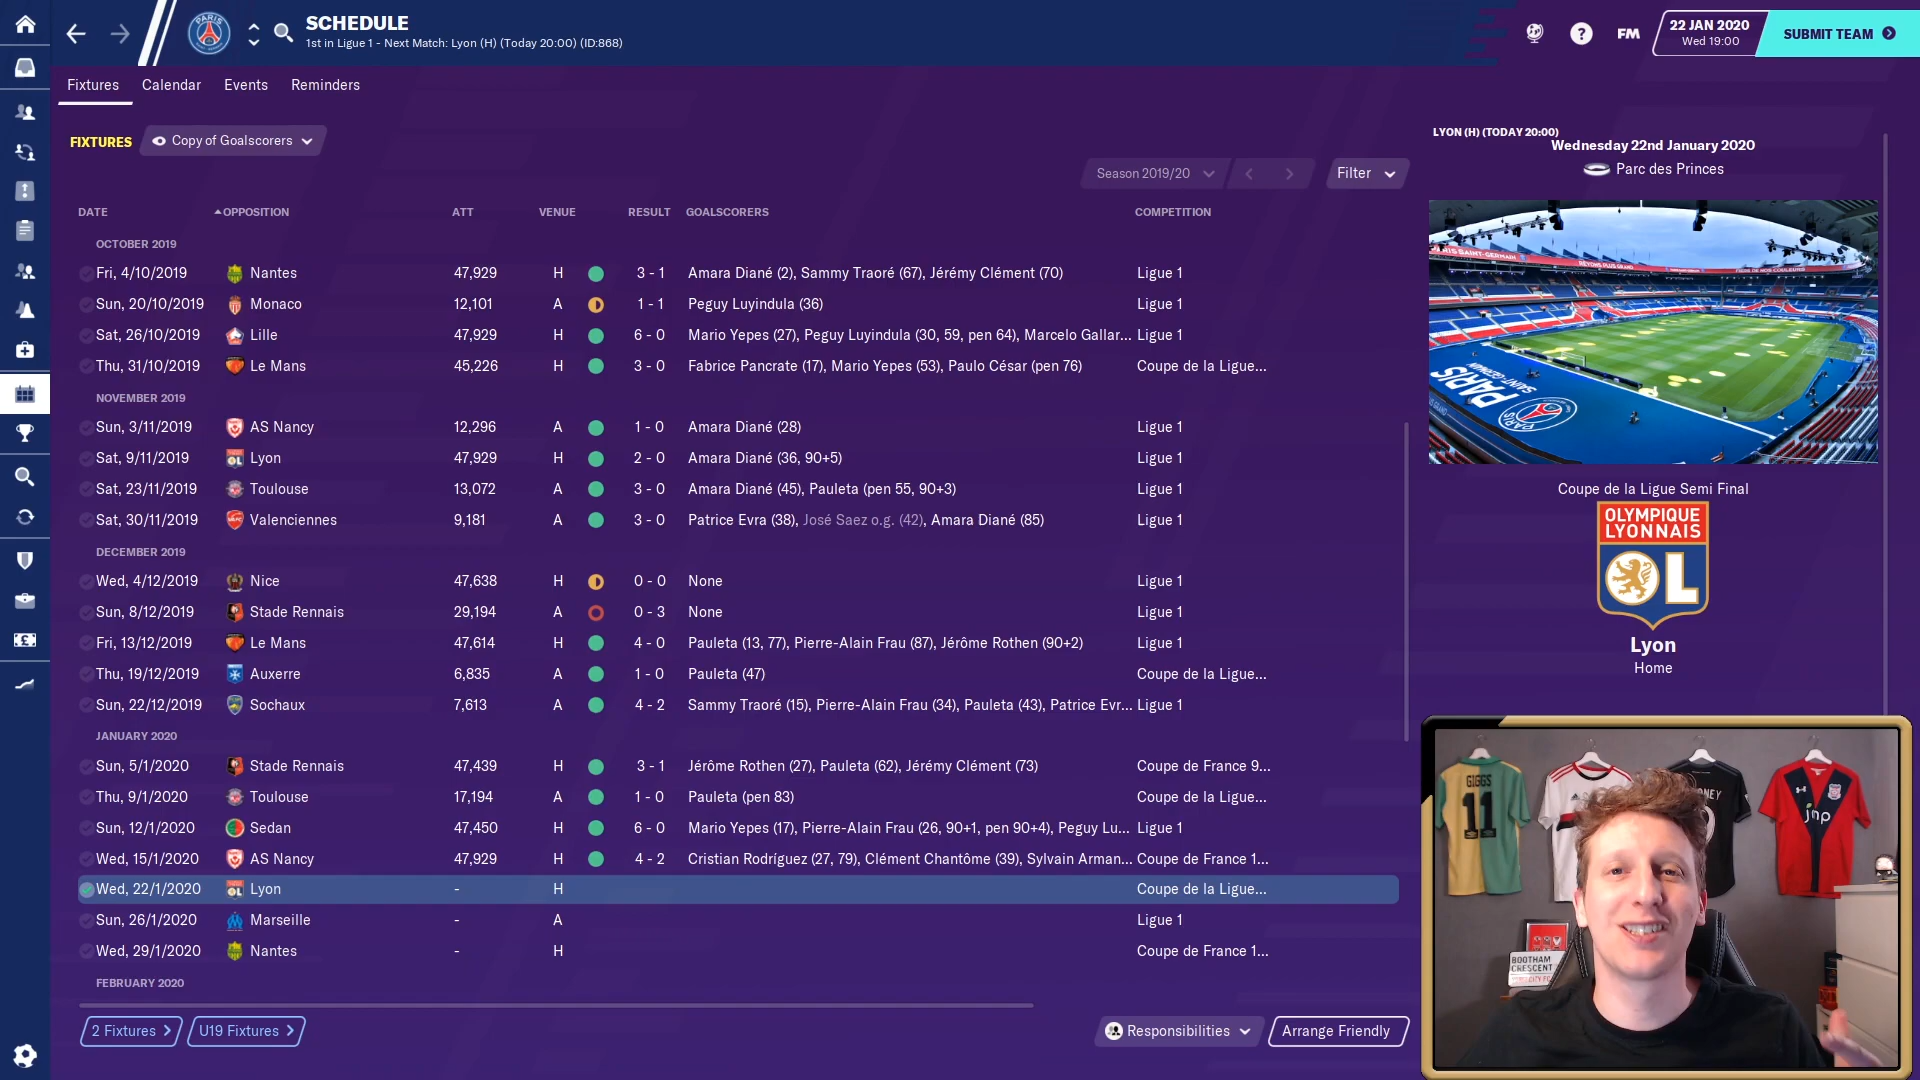 SCHEDULE
1st in Ligue 1 - Next Match: Lyon (H) (Today 20:00) (ID:868)
FM
22 JAN 2020
Wed 19:00
SUBMIT TEAM
Fixtures Calendar Events Reminders
FIXTURES Copy of Goalscorers
Season 2019/20 Filter
DATE OPPOSITION ATT VENUE RESULT GOALSCORERS COMPETITION
OCTOBER 2019
Fri, 4/10/2019 Nantes 47,929 H 3 - 1 Amara Diané (2), Sammy Traoré (67), Jérémy Clément (70) Ligue 1
Sun, 20/10/2019 Monaco 12,101 A 1 - 1 Peguy Luyindula (36) Ligue 1
Sat, 26/10/2019 Lille 47,929 H 6 - 0 Mario Yepes (27), Peguy Luyindula (30, 59, pen 64), Marcelo Gallar... Ligue 1
Thu, 31/10/2019 Le Mans 45,226 H 3 - 0 Fabrice Pancrate (17), Mario Yepes (53), Paulo César (pen 76) Coupe de la Ligue...
NOVEMBER 2019
Sun, 3/11/2019 AS Nancy 12,296 A 1 - 0 Amara Diané (28) Ligue 1
Sat, 9/11/2019 Lyon 47,929 H 2 - 0 Amara Diané (36, 90+5) Ligue 1
Sat, 23/11/2019 Toulouse 13,072 A 3 - 0 Amara Diané (45), Pauleta (pen 55, 90+3) Ligue 1
Sat, 30/11/2019 Valenciennes 9,181 A 3 - 0 Patrice Evra (38), José Saez o.g. (42), Amara Diané (85) Ligue 1
DECEMBER 2019
Wed, 4/12/2019 Nice 47,638 H 0 - 0 None Ligue 1
Sun, 8/12/2019 Stade Rennais 29,194 A 0 - 3 None Ligue 1
Fri, 13/12/2019 Le Mans 47,614 H 4 - 0 Pauleta (13, 77), Pierre-Alain Frau (87), Jérôme Rothen (90+2) Ligue 1
Thu, 19/12/2019 Auxerre 6,835 A 1 - 0 Pauleta (47) Coupe de la Ligue...
Sun, 22/12/2019 Sochaux 7,613 A 4 - 2 Sammy Traoré (15), Pierre-Alain Frau (34), Pauleta (43), Patrice Evr... Ligue 1
JANUARY 2020
Sun, 5/1/2020 Stade Rennais 47,439 H 3 - 1 Jérôme Rothen (27), Pauleta (62), Jérémy Clément (73) Coupe de France 9...
Thu, 9/1/2020 Toulouse 17,194 A 1 - 0 Pauleta (pen 83) Coupe de la Ligue...
Sun, 12/1/2020 Sedan 47,450 H 6 - 0 Mario Yepes (17), Pierre-Alain Frau (26, 90+1, pen 90+4), Peguy Lu... Ligue 1
Wed, 15/1/2020 AS Nancy 47,929 H 4 - 2 Cristian Rodríguez (27, 79), Clément Chantôme (39), Sylvain Arman... Coupe de France 1...
Wed, 22/1/2020 Lyon - H Coupe de la Ligue...
Sun, 26/1/2020 Marseille - A Ligue 1
Wed, 29/1/2020 Nantes - H Coupe de France 1...
FEBRUARY 2020
2 Fixtures U19 Fixtures Responsibilities Arrange Friendly
LYON (H) (TODAY 20:00)
Wednesday 22nd January 2020
Parc des Princes
PARIS
SAINT-GERMAIN
Coupe de la Ligue Semi Final
OLYMPIQUE
LYONNAIS
OL
Lyon
Home
GIGGS
11
jmp
BOOTHAM
CRESCENT